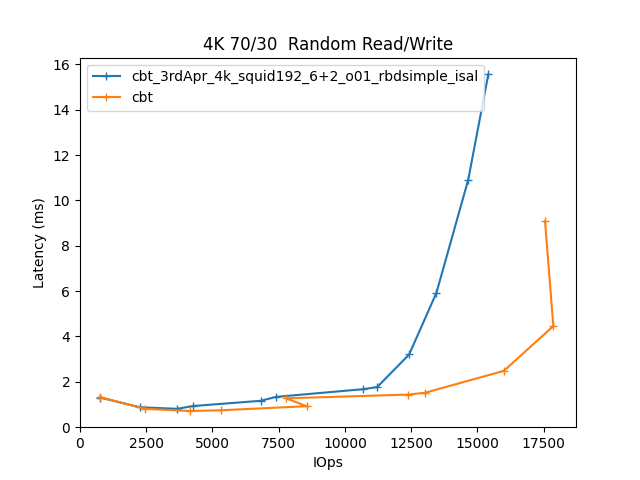 4K 70/30  Random Read/Write
cbt_3rdApr_4k_squid192_6+2_o01_rbdsimple_isal
cbt
16
14
12
10
8
6
4
2
0
Latency (ms)
0 2500 5000 7500 10000 12500 15000 17500
IOps